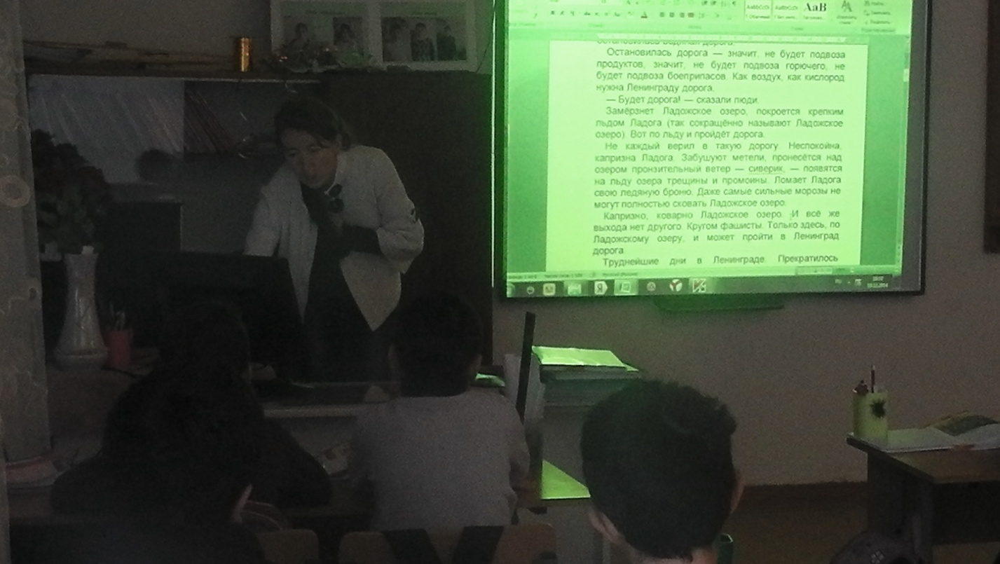 АаВ
остановилась водяная дорога.
Остановилась дорога — значит, не будет подвоза
продуктов, значит, не будет подвоза горючего, не
будет подвоза боеприпасов. Как воздух, как кислород
нужна Ленинграду дорога.
— Будет дорога! — сказали люди.
Замёрзнет Ладожское озеро, покроется крепким
льдом Ладога (так сокращённо называют Ладожское
озеро). Вот по льду и пройдёт дорога.
Не каждый верил в такую дорогу. Неспокойна,
капризна Ладога. Забушуют метели, пронесётся над
озером пронзительный ветер — сиверик, — появятся
на льду озера трещины и промоины. Ломает Ладога
свою ледяную броню. Даже самые сильные морозы не
могут полностью сковать Ладожское озеро.
Капризно, коварно Ладожское озеро. И всё же
выхода нет другого. Кругом фашисты. Только здесь, по
Ладожскому озеру, и может пройти в Ленинград
дорога.
Труднейшие дни в Ленинграде. Прекратилось